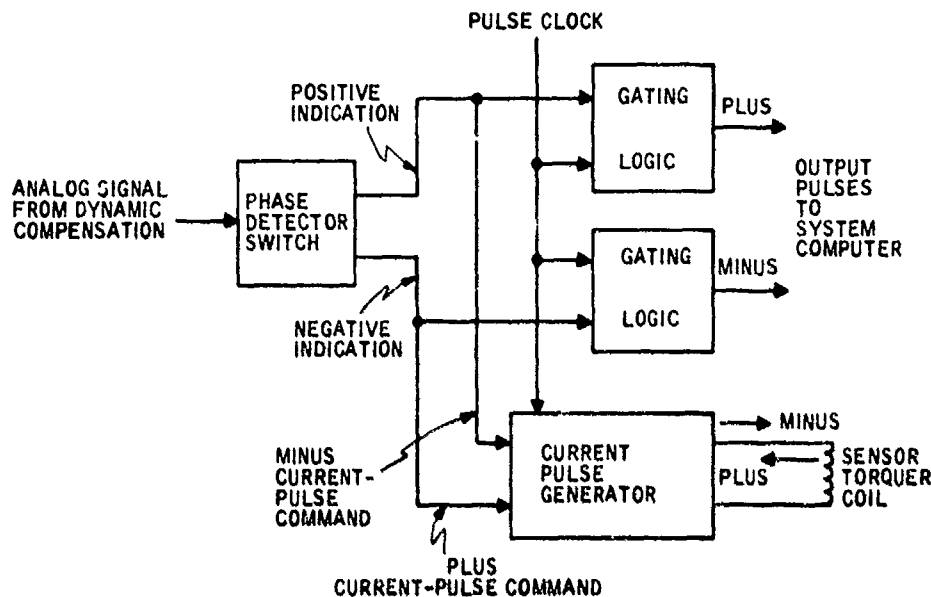 PULSE CLOCK
POSITIVE
INDICATION
GATING
LOGIC
PLUS
ANALOG SIGNAL
FROM DYNAMIC
COMPENSATION
PHASE
DETECTOR
SWITCH
OUTPUT
PULSES
TO
SYSTEM
COMPUTER
GATING
LOGIC
MINUS
NEGATIVE
INDICATION
MINUS
CURRENT-
PULSE
COMMAND
CURRENT
PULSE
GENERATOR
MINUS
PLUS
SENSOR
TORQUER
COIL
PLUS
CURRENT-PULSE COMMAND